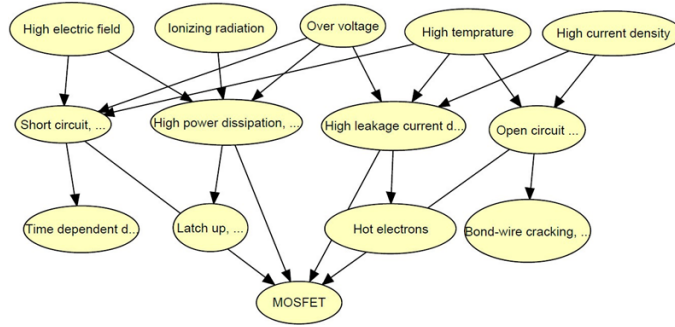 High electric field
Ionizing radiation
Over voltage
High temprature
High current density
Short circuit, ...
High power dissipation, ...
High leakage current d...
Open circuit ...
Time dependent d...
Latch up, ...
Hot electrons
Bond-wire cracking, ...
MOSFET